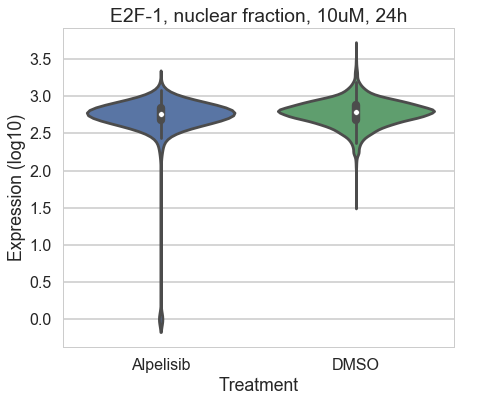 E2F-1, nuclear fraction, 10uM, 24h
Expression (log10)
3.5
3.0
2.5
2.0
1.5
1.0
0.5
0.0
Alpelisib DMSO
Treatment